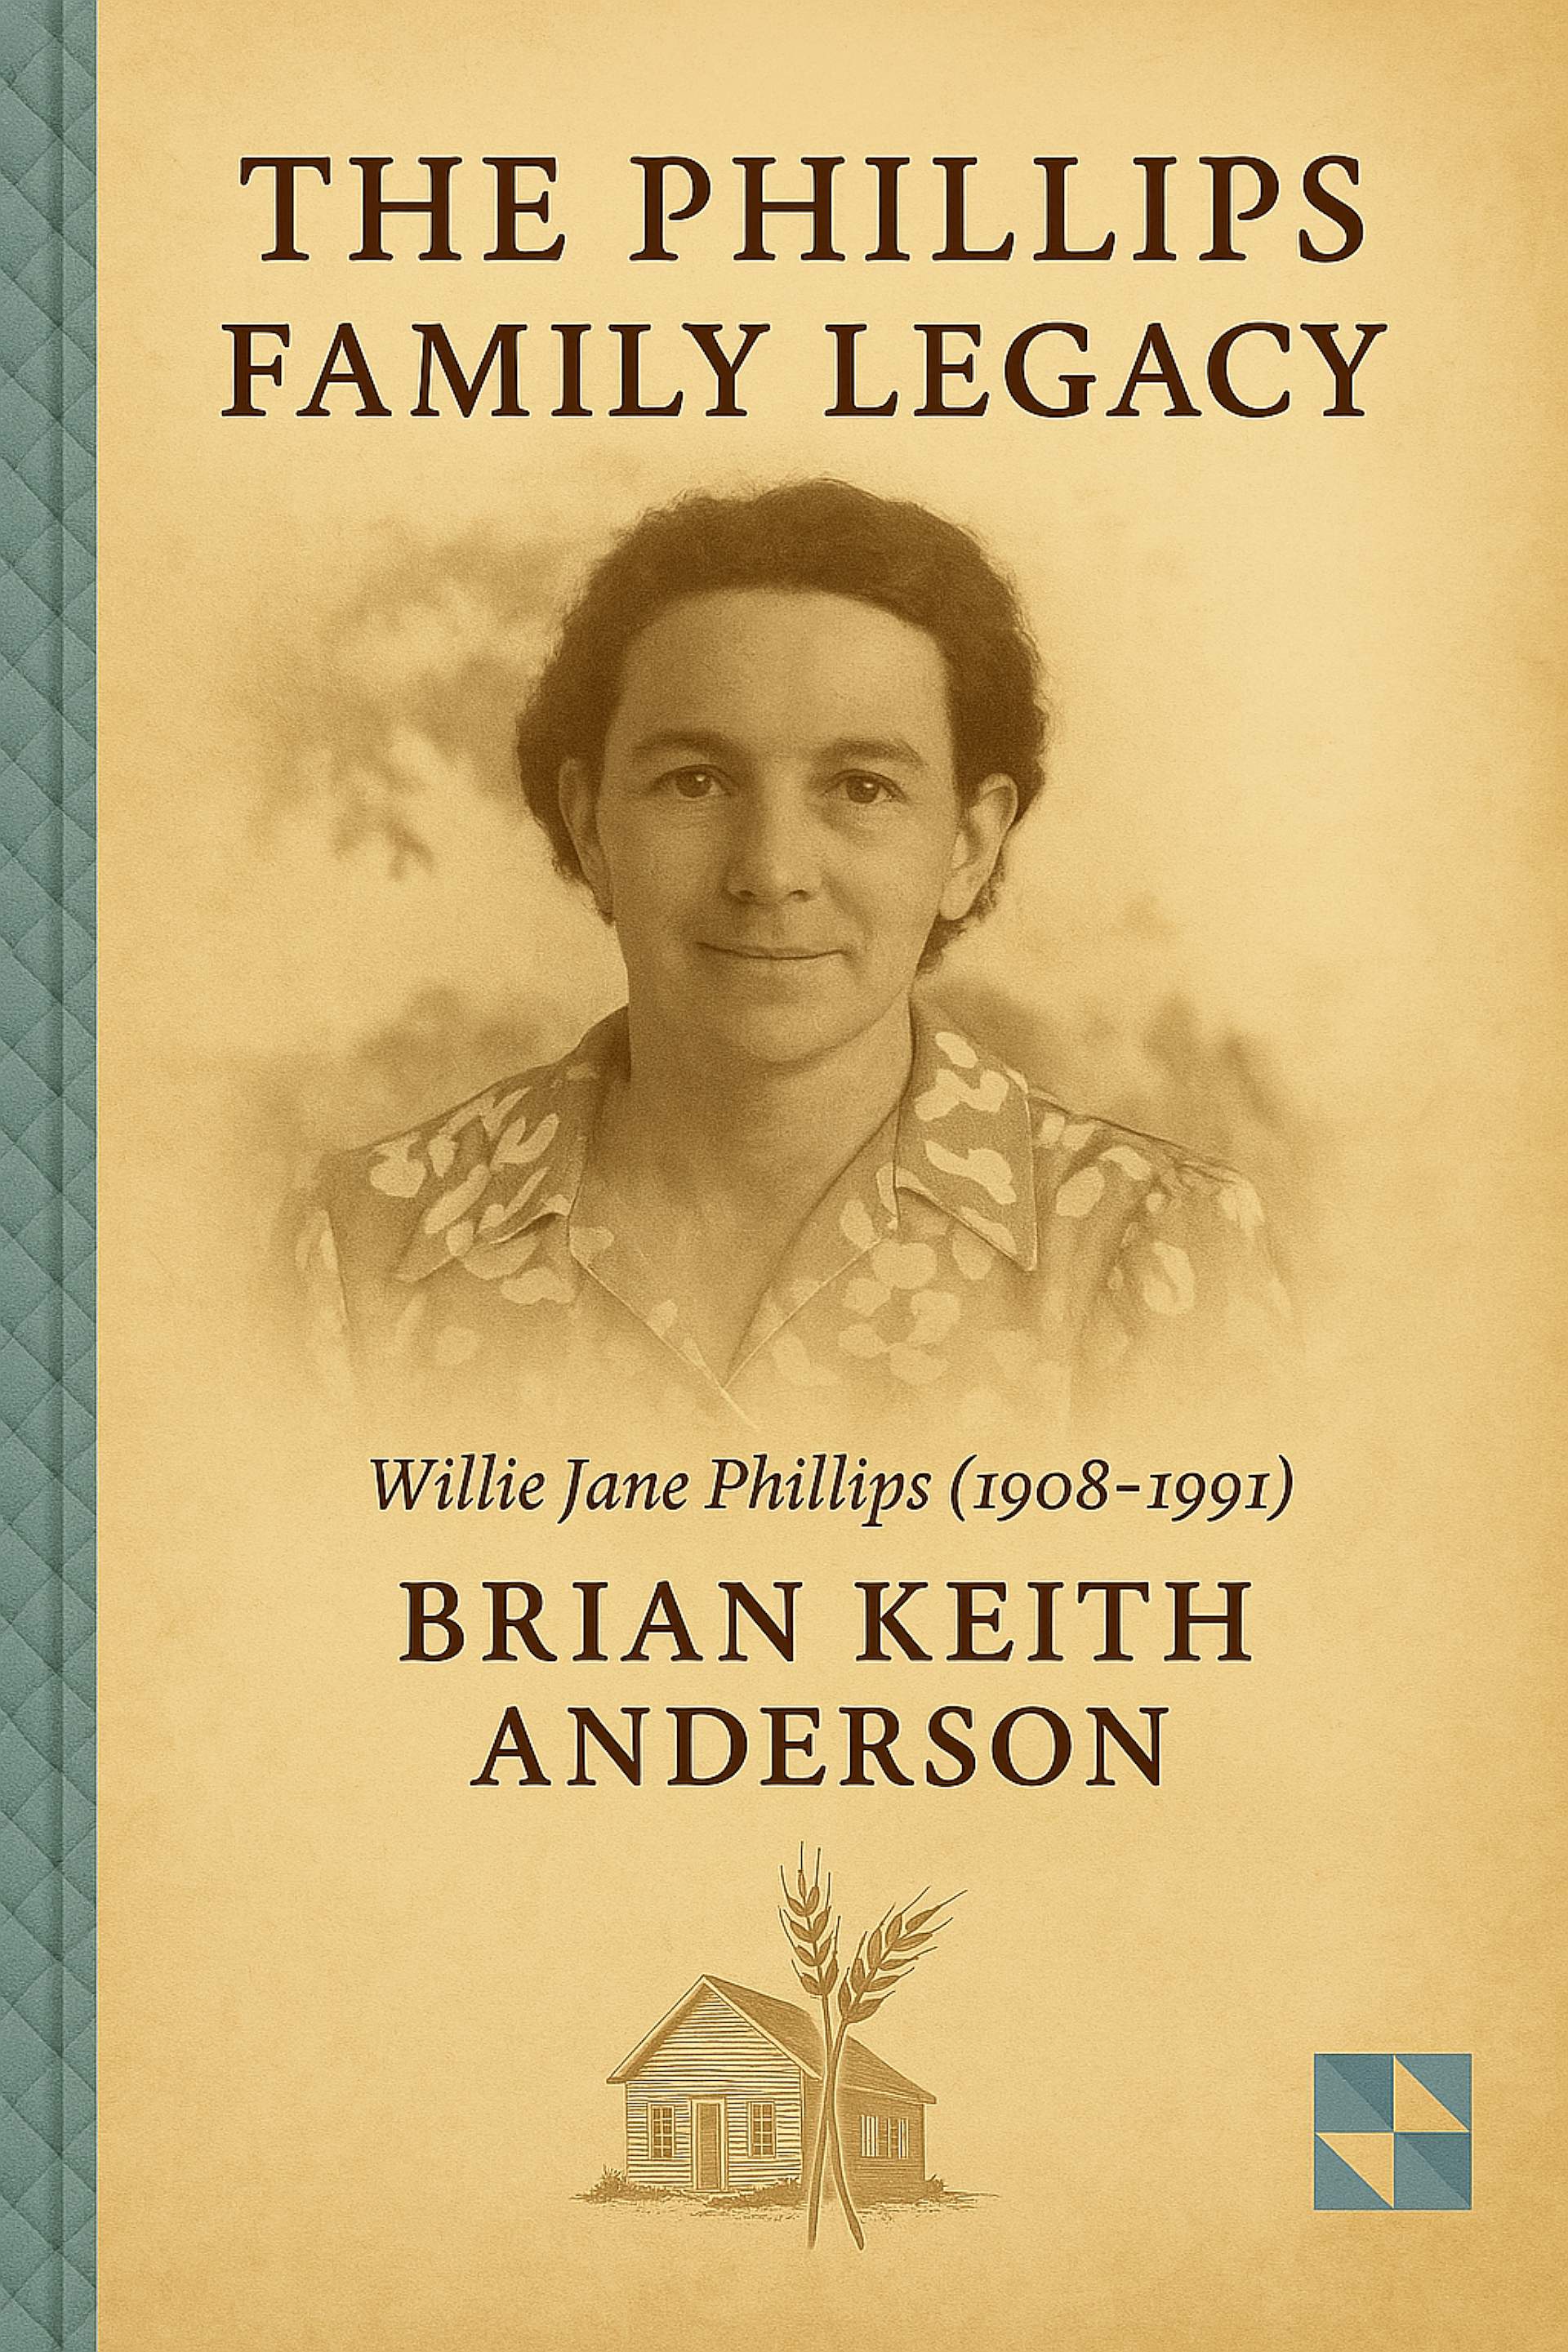 THE PHILLIPS
FAMILY LEGACY
Willie Jane Phillips (1908–1991)
BRIAN KEITH
ANDERSON